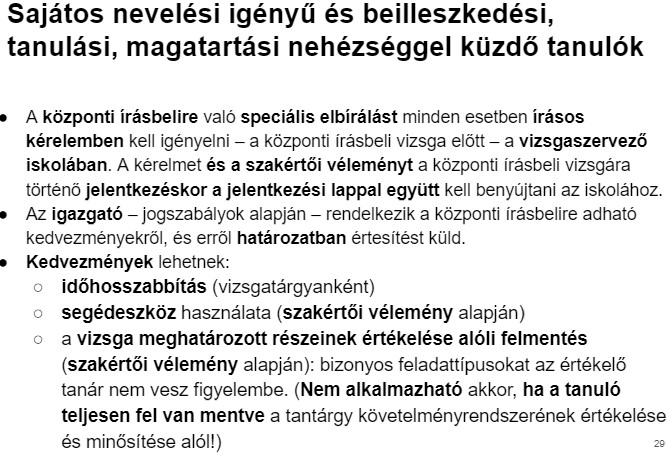 Sajátos nevelési igényű és beilleszkedési,
tanulási, magatartási nehézséggel küzdő tanulók
● A központi írásbelire való speciális elbírálást minden esetben írásos
kérelemben kell igényelni – a központi írásbeli vizsga előtt – a vizsgaszervező
iskolában. A kérelmet és a szakértői véleményt a központi írásbeli vizsgára
történő jelentkezéskor a jelentkezési lappal együtt kell benyújtani az iskolához.
● Az igazgató – jogszabályok alapján – rendelkezik a központi írásbelire adható
kedvezményekről, és erről határozatban értesítést küld.
● Kedvezmények lehetnek:
○ időhosszabbítás (vizsgatárgyanként)
○ segédeszköz használata (szakértői vélemény alapján)
○ a vizsga meghatározott részeinek értékelése alóli felmentés
(szakértői vélemény alapján): bizonyos feladattípusokat az értékelő
tanár nem vesz figyelembe. (Nem alkalmazható akkor, ha a tanuló
teljesen fel van mentve a tantárgy követelményrendszerének értékelése
és minősítése alól!)
29